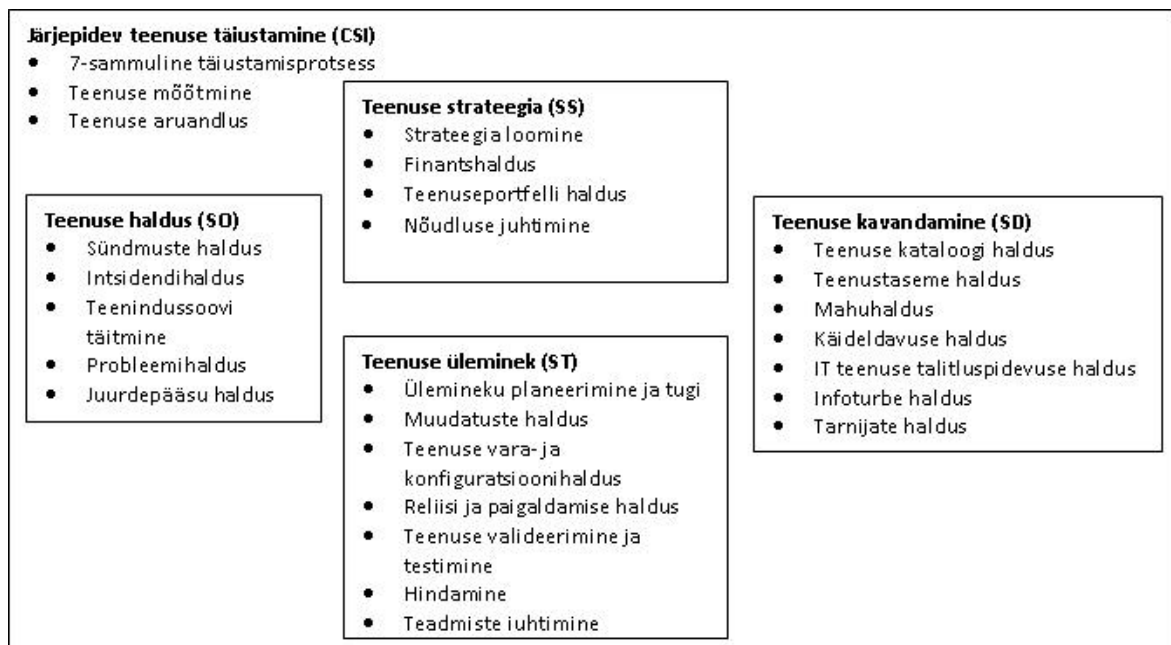 Järjepidev teenuse täiustamine (CSI)
• 7-sammuline täiustamisprotsess
• Teenuse mõõtmine
• Teenuse aruandlus
Teenuse strateegia (SS)
• Strateegia loomine
• Finantshaldus
• Teenuseportfelli haldus
• Nõudluse juhtimine
Teenuse haldus (SO)
• Sündmuste haldus
• Intsidendihaldus
• Teenindussoovi
täitmine
• Probleemihaldus
• Juurdepääsu haldus
Teenuse kavandamine (SD)
• Teenuse kataloogi haldus
• Teenustaseme haldus
• Mahuhaldus
• Käideldavuse haldus
• IT teenuse talitluspidevuse haldus
• Infoturbe haldus
• Tarnijate haldus
Teenuse üleminek (ST)
• Ülemineku planeerimine ja tugi
• Muudatuste haldus
• Teenuse vara- ja
konfiguratsioonihaldus
• Reliisi ja paigaldamise haldus
• Teenuse valideerimine ja
testimine
• Hindamine
• Teadmiste juhtimine